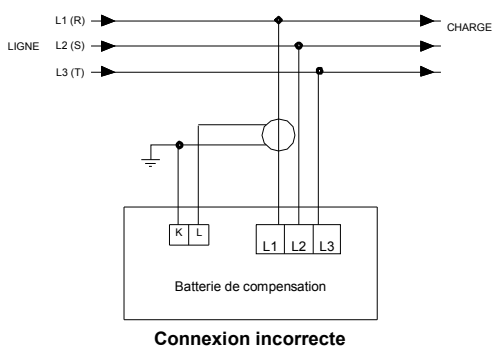 L1 (R)
CHARGE
LIGNE
L2 (S)
L3 (T)
K
L
L1
L2
L3
Batterie de compensation
Connexion incorrecte